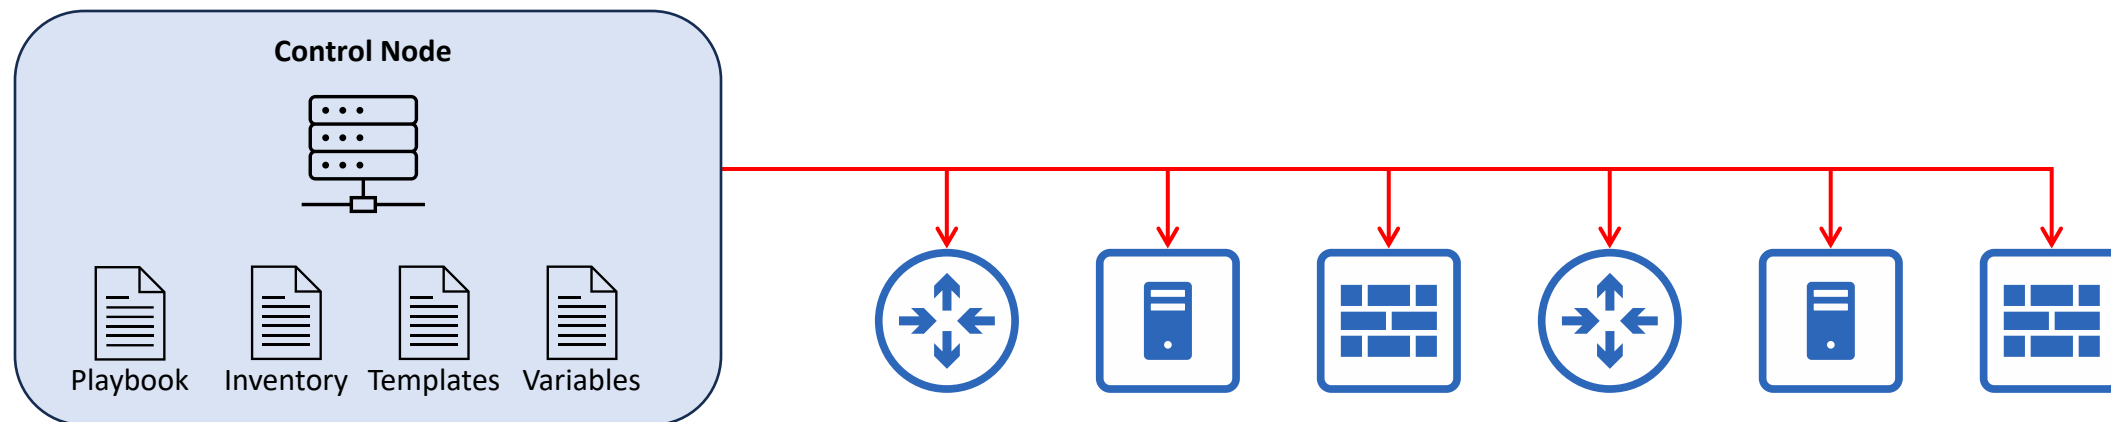 Control Node
Playbook Inventory Templates Variables